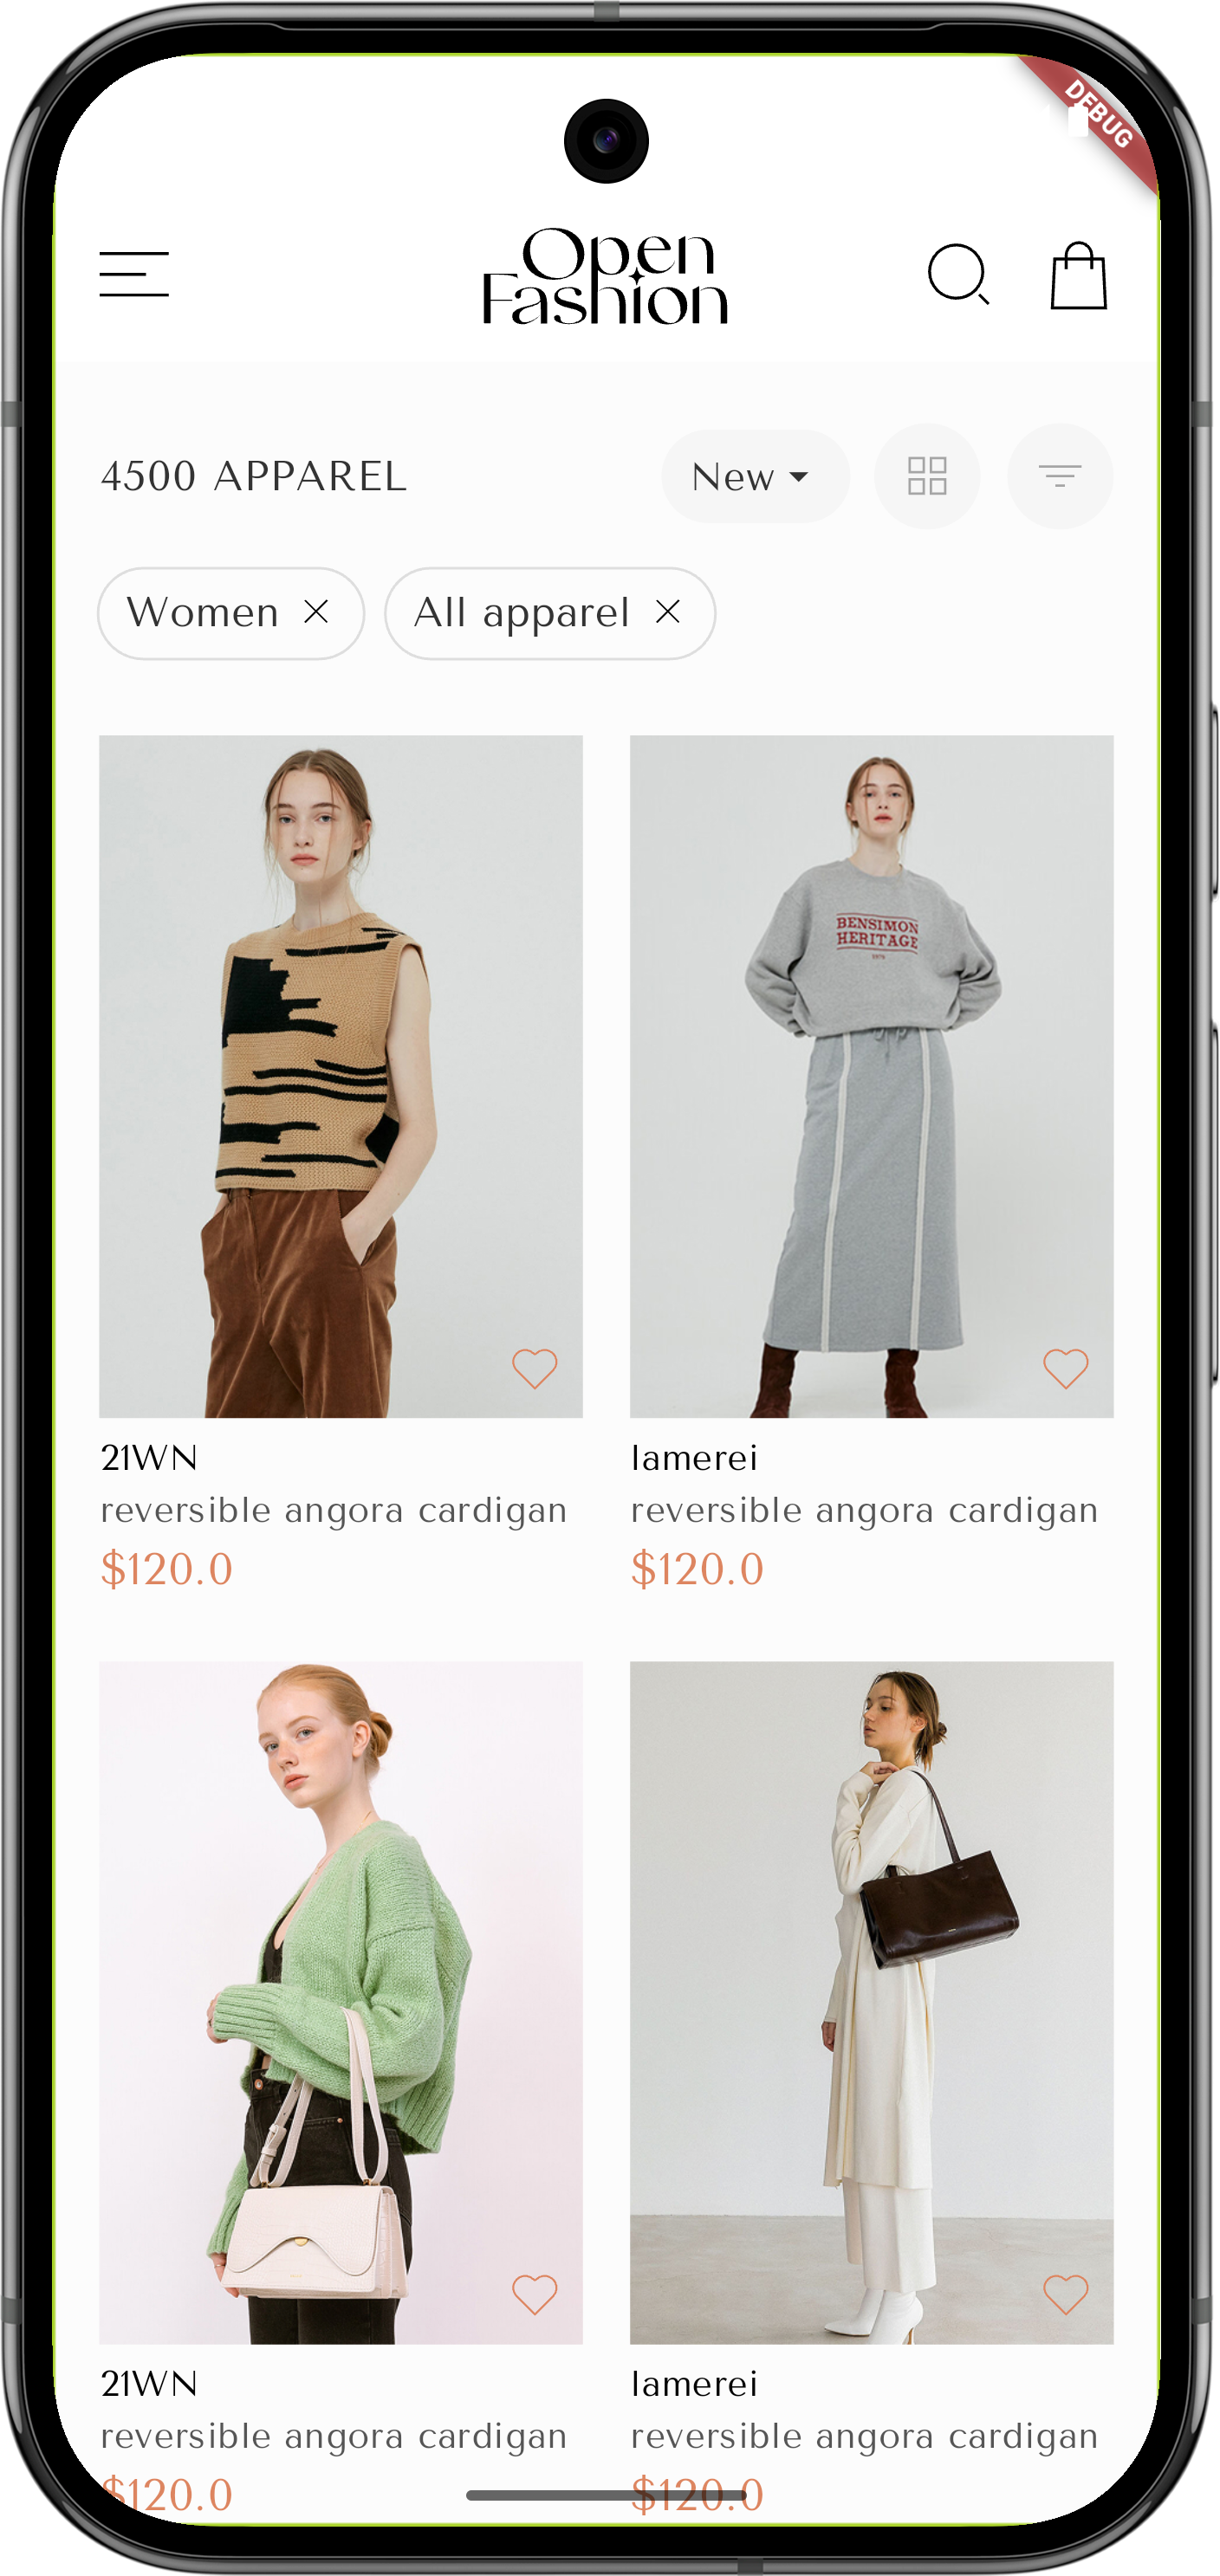 DEBUG
Open
Fashion
4500 APPAREL
New
Women
All apparel
BENSIMON
HERITAGE
21WN
lamerei
reversible angora cardigan
reversible angora cardigan
$120.0
$120.0
21WN
lamerei
reversible angora cardigan
reversible angora cardigan
$120.0
$120.0